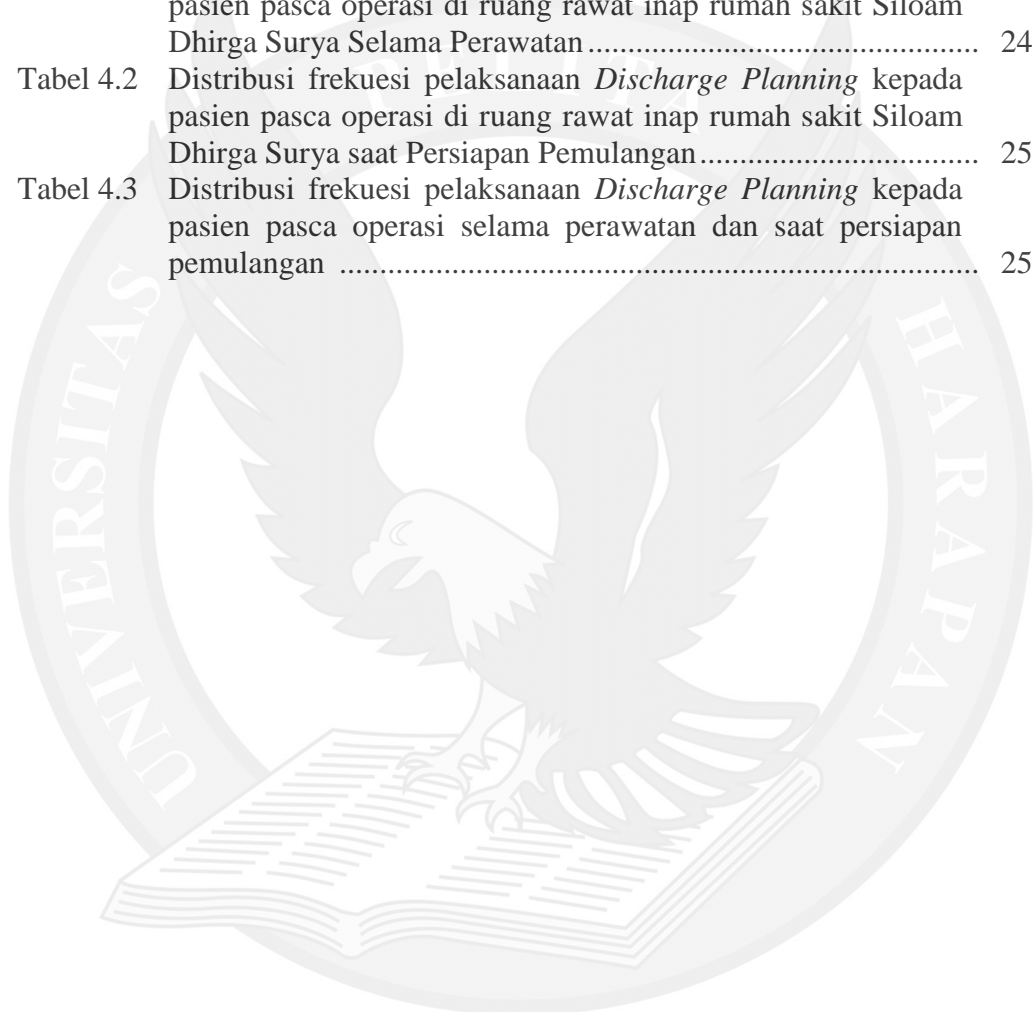 pasien pasca operasi di ruang rawat inap rumah sakit Siloam
Dhirga Surya Selama Perawatan ................................................ 24
Tabel 4.2 Distribusi frekuesi pelaksanaan Discharge Planning kepada
pasien pasca operasi di ruang rawat inap rumah sakit Siloam
Dhirga Surya saat Persiapan Pemulangan .................................. 25
Tabel 4.3 Distribusi frekuesi pelaksanaan Discharge Planning kepada
pasien pasca operasi selama perawatan dan saat persiapan
pemulangan .............................................................................. 25
UNIVERSITAS
PELITA
HARAPAN